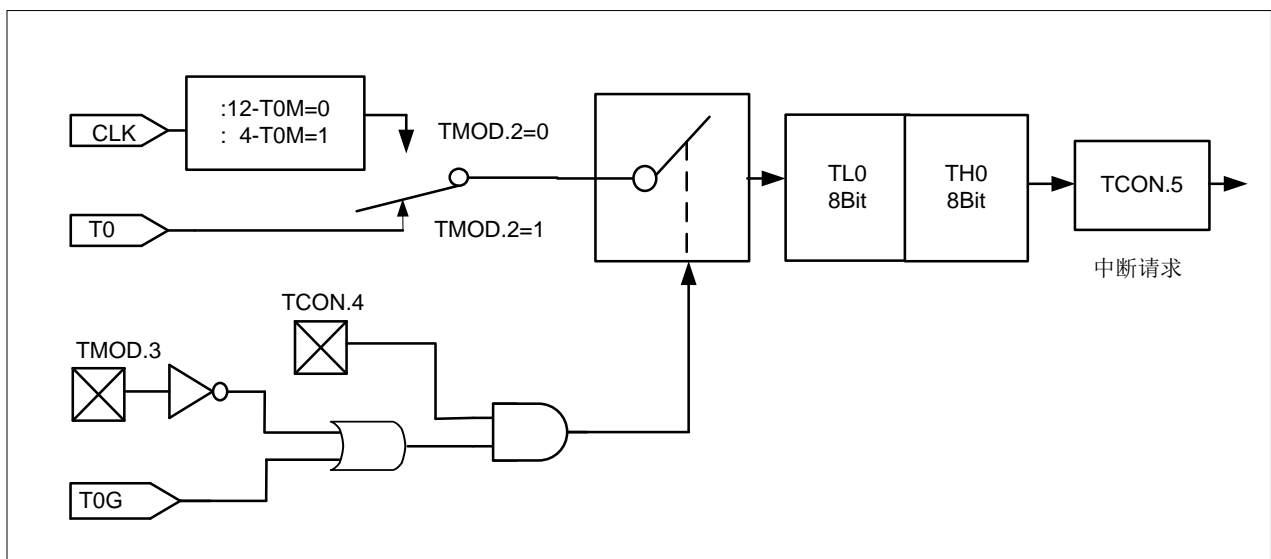 :12-T0M=0
: 4-T0M=1
CLK
TMOD.2=0
T0
TMOD.2=1
TL0
8Bit
TH0
8Bit
TCON.5
中断请求
TCON.4
TMOD.3
T0G